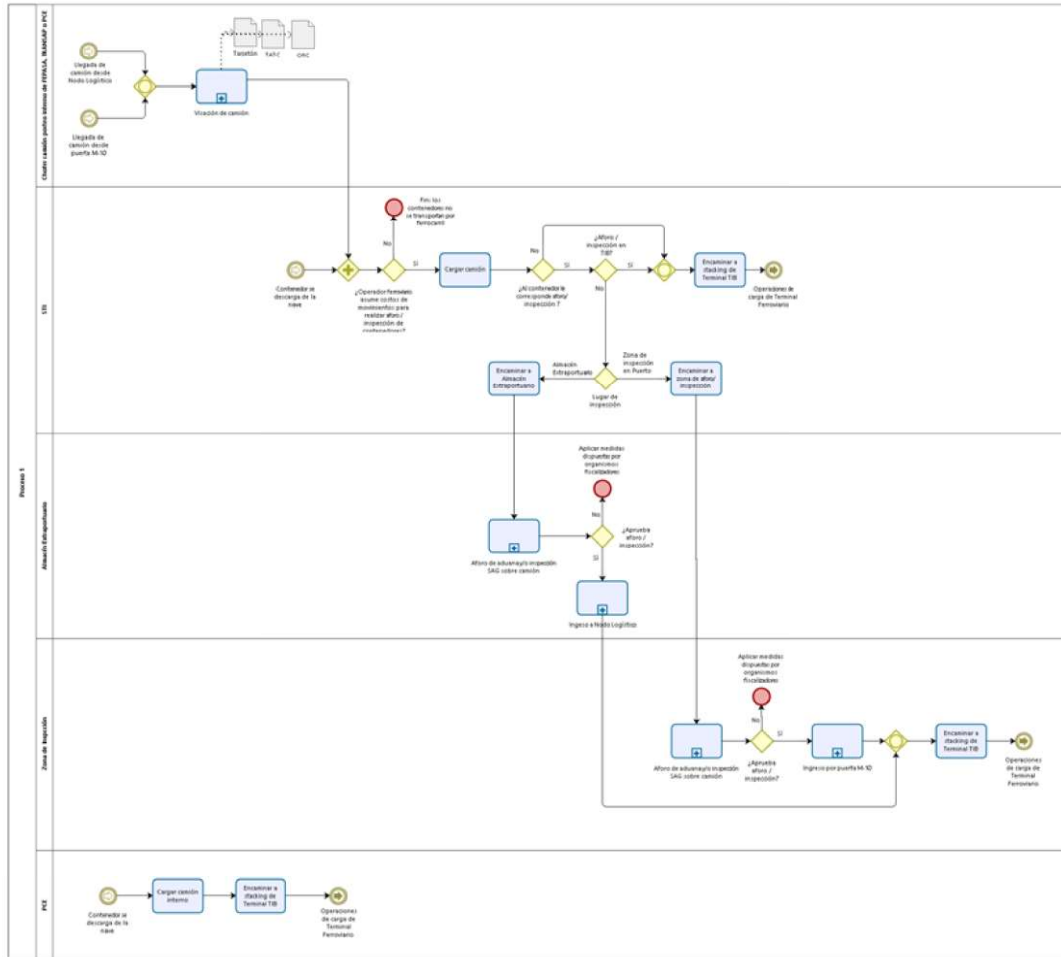 Proceso 1
Chofer camión porteo interno de FEPASA, TRANSAP o PCE
Llegada de
camión desde
Nodo Logístico
Llegada de
camión desde
puerta M-10
Visación de camión
Tarjetón
TATC
STI
Contenedor se
descarga de la
nave
¿Operador Ferroviario
asume costos de
movimientos para
realizar aforo /
inspección de
contenedores?
No
Fin: los
contenedores no
se transportan por
ferrocarril
Sí
Cargar camión
¿Al contenedor le
corresponde aforo/
inspección ?
No
Sí
¿Aforo /
inspección en
TIB?
Sí
No
Encaminar a
stacking de
Terminal TIB
Operaciones de
carga de Terminal
Ferroviario
Encaminar a
Almacén
Extraportuario
Almacén
Extraportuario
Lugar de
inspección
Zona de
inspección
en Puerto
Encaminar a
zona de aforo/
inspección
Almacén Extraportuario
Aforo de aduana y/o inspección
SAG sobre camión
Aplicar medidas
dispuestas por
organismos
fiscalizadores
No
¿Aprueba
aforo /
inspección?
Sí
Ingreso a Nodo Logístico
Zona de Inspección
Aforo de aduana y/o inspección
SAG sobre camión
Aplicar medidas
dispuestas por
organismos
fiscalizadores
No
¿Aprueba
aforo /
inspección?
Sí
Ingreso por puerta M-10
Encaminar a
stacking de
Terminal TIB
Operaciones
de carga de
Terminal
Ferroviario
PCE
Contenedor se
descarga de la
nave
Cargar camión
interno
Encaminar a
stacking de
Terminal TIB
Operaciones
de carga de
Terminal
Ferroviario